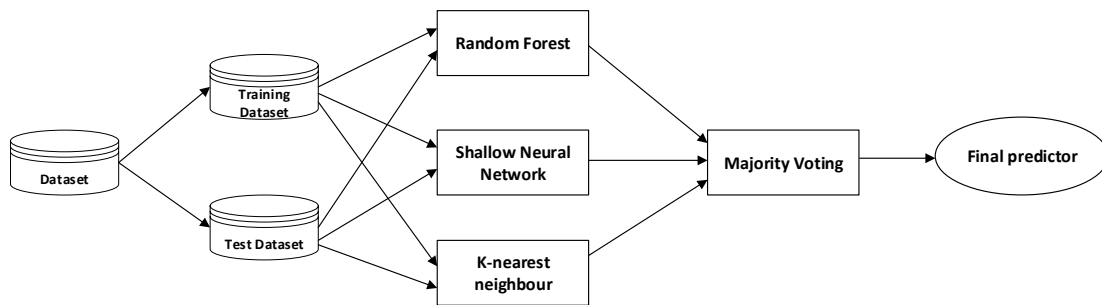 Dataset
Training
Dataset
Test Dataset
Random Forest
Shallow Neural
Network
K-nearest
neighbour
Majority Voting
Final predictor